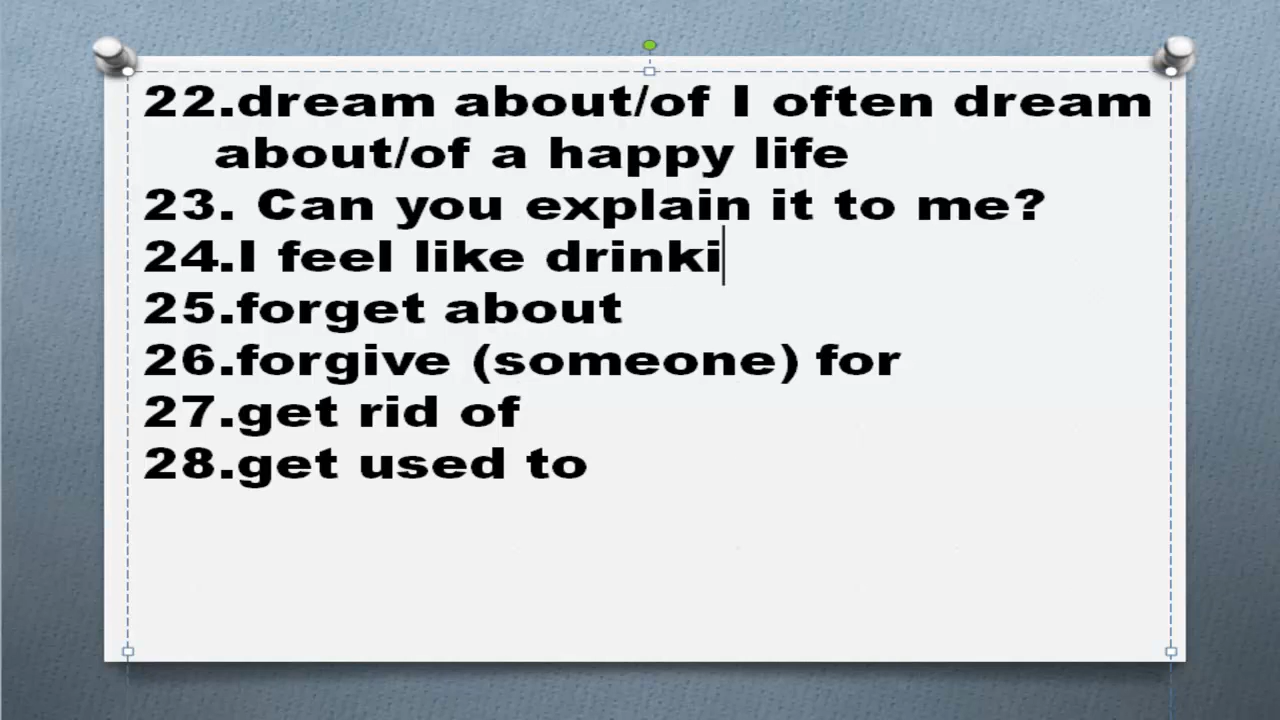 22.dream about/of I often dream
about/of a happy life
23. Can you explain it to me?
24.I feel like drinki
25.forget about
26.forgive (someone) for
27.get rid of
28.get used to